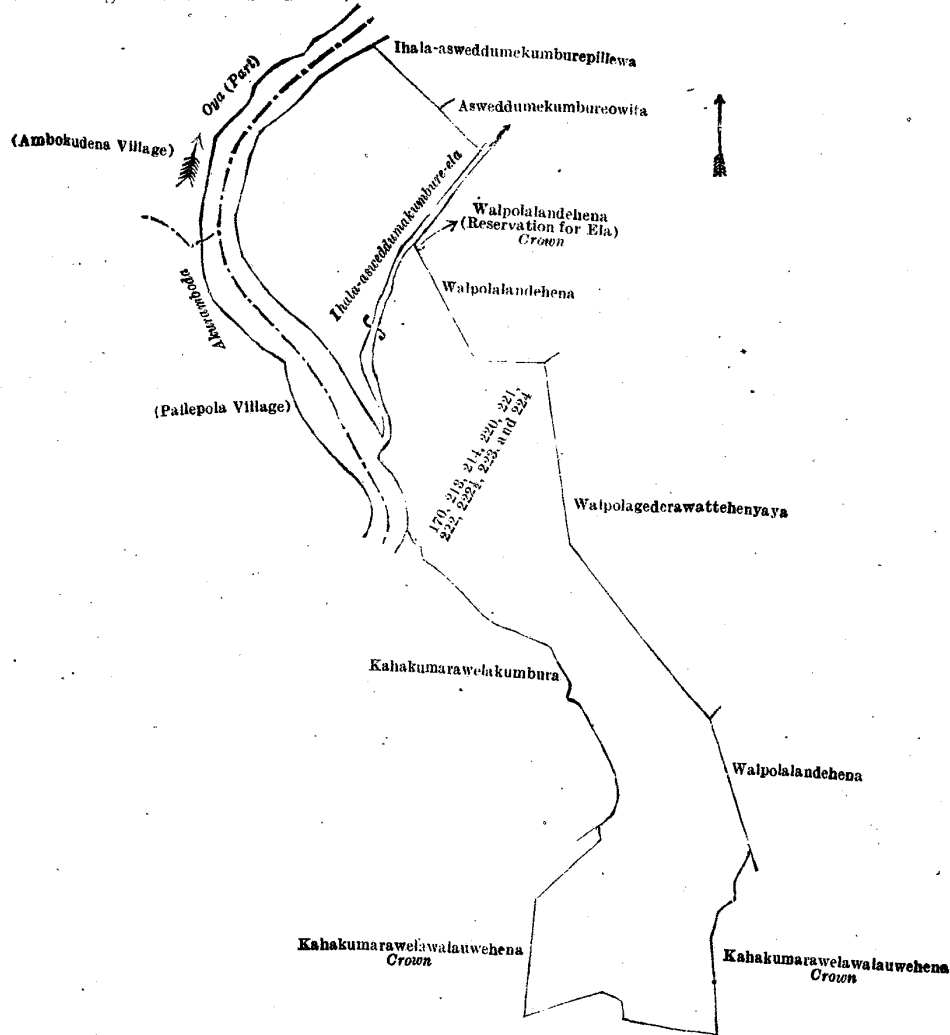 Ihala-asweddumekumburepillewa
Oya (Part)
Asweddumekumbureowita
(Ambokudena Village)
Ihala-asweddumakumbure-ela
Walpolalandehena
(Reservation for Ela)
Crown
Walpolalandehena
Akuramboda
(Pallepola Village)
170, 213, 214, 220, 221,
222, 222½, 223, and 224
Walpolagederawattehenyaya
Kahakumarawelakumbura
Walpolalandehena
Kahakumarawelawalauwehena
Crown
Kahakumarawelawalauwehena
Crown